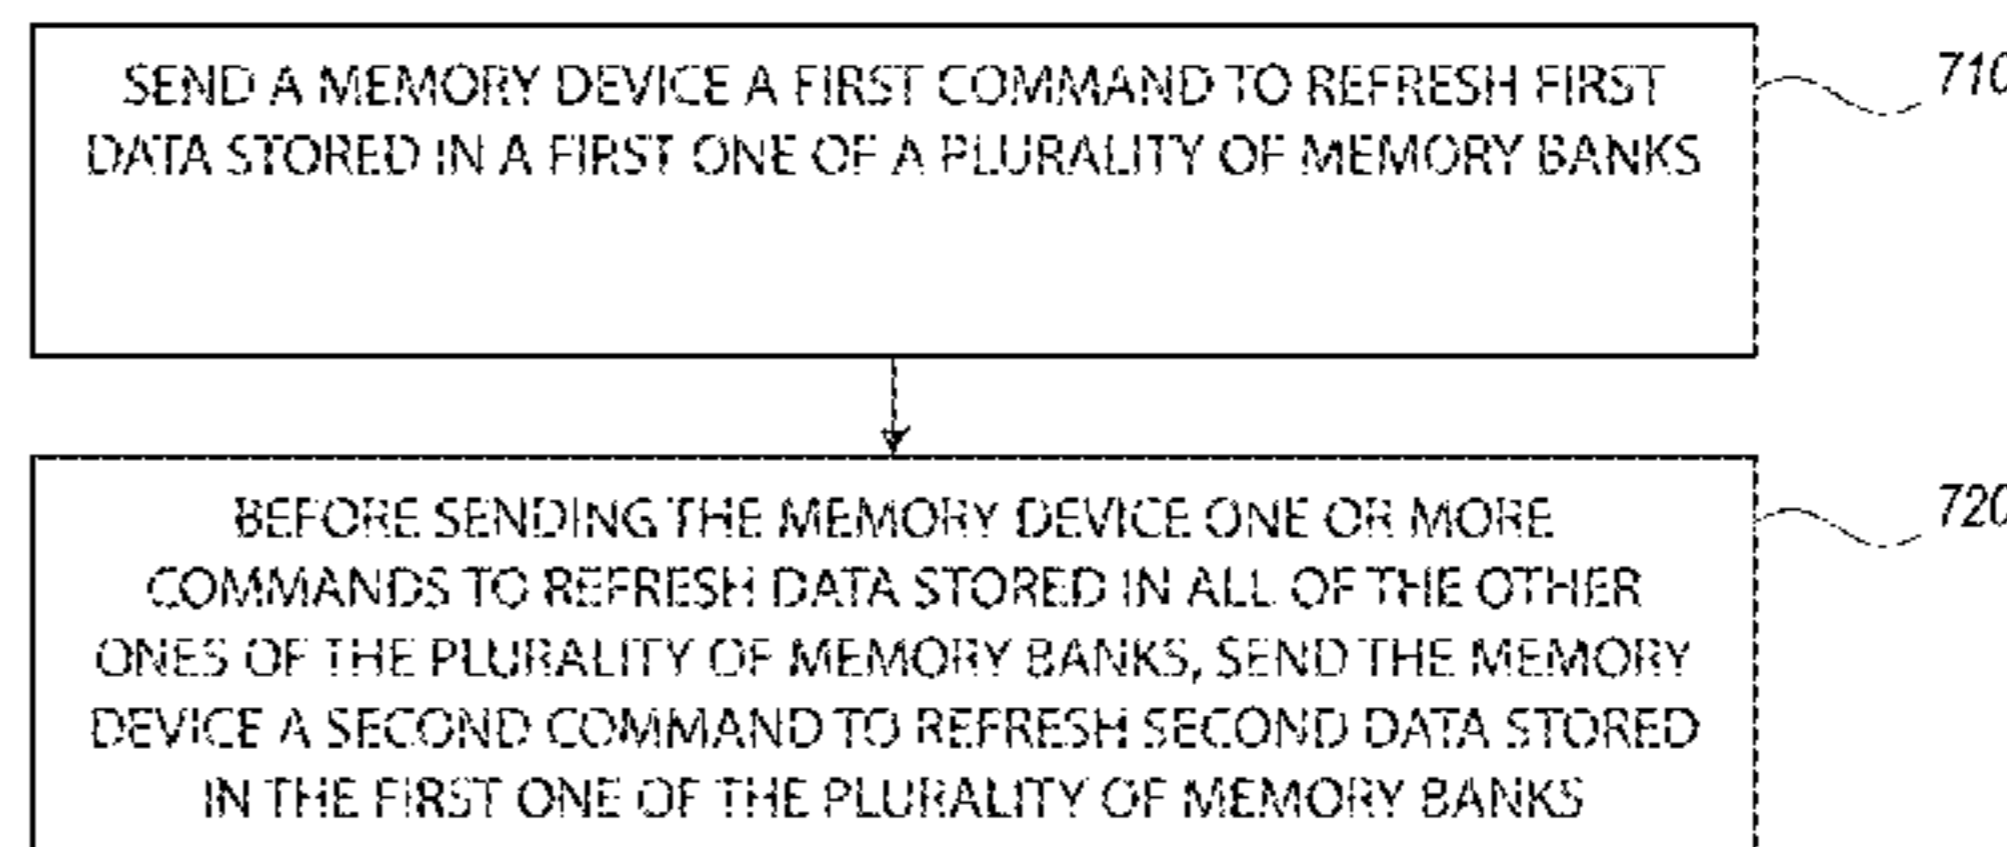 SEND A MEMORY DEVICE A FIRST COMMAND TO REFRESH FIRST
710
DATA STORED IN A FIRST ONE OF A PLURALITY OF MEMORY BANKS
BEFORE SENDING THE MEMORY DEVICE ONE OR MORE
720
COMMANDS TO REFRESH DATA STORED IN ALL OF THE OTHER
ONES OF THE PLURALITY OF MEMORY BANKS, SEND THE MEMORY
DEVICE A SECOND COMMAND TO REFRESH SECOND DATA STORED
IN THE FIRST ONE OF THE PLURALITY OF MEMORY BANKS